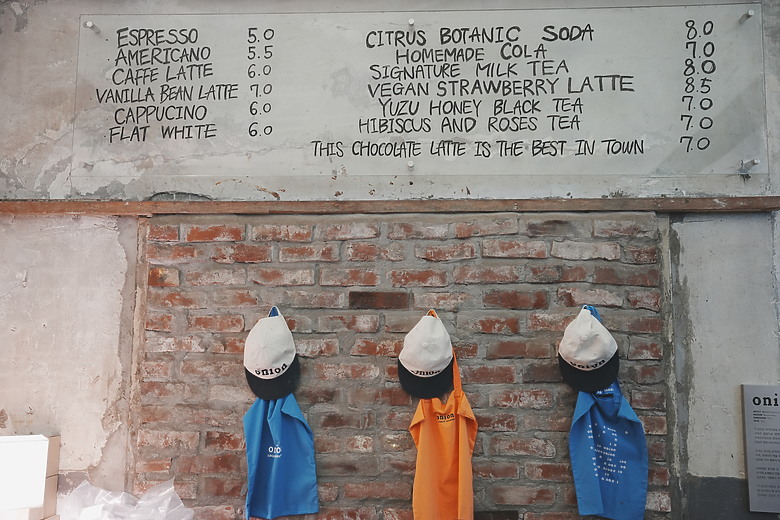 ESPRESSO 5.0
AMERICANO 5.5
CAFFE LATTE 6.0
VANILLA BEAN LATTE 7.0
CAPPUCINO 6.0
FLAT WHITE 6.0
CITRUS BOTANIC SODA 8.0
HOMEMADE COLA 7.0
SIGNATURE MILK TEA 8.0
VEGAN STRAWBERRY LATTE 8.5
YUZU HONEY BLACK TEA 7.0
HIBISCUS AND ROSES TEA 7.0
THIS CHOCOLATE LATTE IS THE BEST IN TOWN 7.0
onion
onion
onion
onion
oni